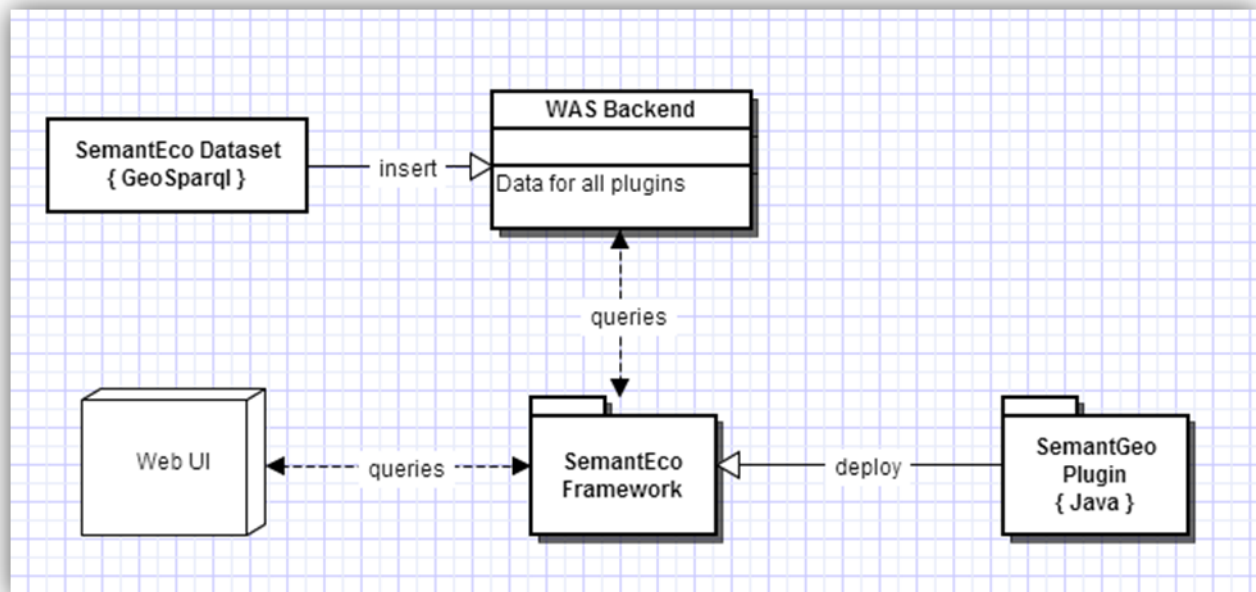 WAS Backend
SemantEco Dataset
{ GeoSparql }
insert
Data for all plugins
queries
Web UI
queries
SemantEco
Framework
deploy
SemantGeo
Plugin
{ Java }